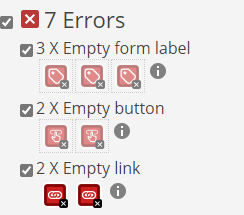 7 Errors
3 X Empty form label
2 X Empty button
2 X Empty link